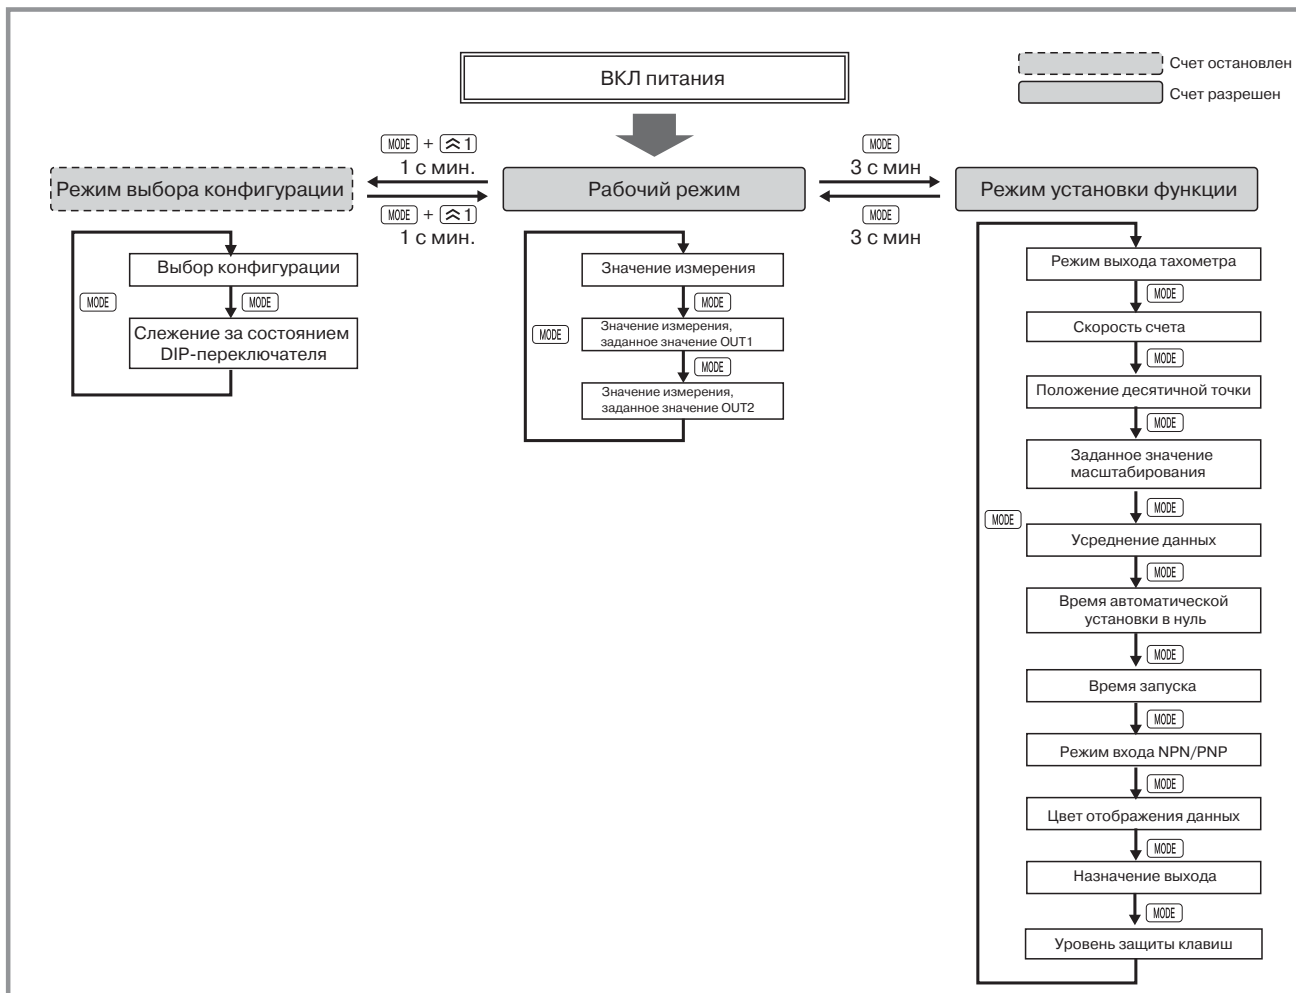 ВКЛ питания
Счет остановлен
Счет разрешен
MODE + 1
1 с мин.
MODE
3 с мин
Режим выбора конфигурации
Рабочий режим
Режим установки функции
MODE + 1
1 с мин.
MODE
3 с мин
Выбор конфигурации
MODE
MODE
Слежение за состоянием
DIP-переключателя
Значение измерения
MODE
MODE
Значение измерения,
заданное значение OUT1
MODE
Значение измерения,
заданное значение OUT2
Режим выхода тахометра
MODE
Скорость счета
MODE
Положение десятичной точки
MODE
Заданное значение
масштабирования
MODE
MODE
Усреднение данных
MODE
Время автоматической
установки в нуль
MODE
Время запуска
MODE
Режим входа NPN/PNP
MODE
Цвет отображения данных
MODE
Назначение выхода
MODE
Уровень защиты клавиш